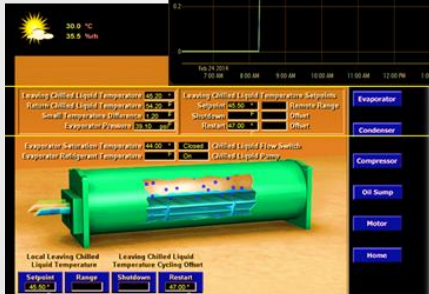 30.0 °C
35.5 %rh
0.2
0
Feb 24 2014
7:00 AM 8:00 AM 9:00 AM 10:00 AM 11:00 AM 12:00 PM 1:0
Leaving Chilled Liquid Temperature 45.20 ° Leaving Chilled Liquid Temperature Setpoints
Return Chilled Liquid Temperature 54.20 ° Setpoint 45.50 ° Remote Range
Small Temperature Difference 1.20 ° Shutdown Offset
Evaporator Pressure 39.10 psi Restart 47.00 ° Offset
Evaporator
Condenser
Evaporator Saturation Temperature 44.00 ° Closed Chilled Liquid Flow Switch
Evaporator Refrigerant Temperature ° On Chilled Liquid Pump
Compressor
Oil Sump
Motor
Home
Local Leaving Chilled Liquid Temperature
Leaving Chilled Liquid Temperature Cycling Offset
Setpoint Range Shutdown Restart
45.50 ° 47.00 °